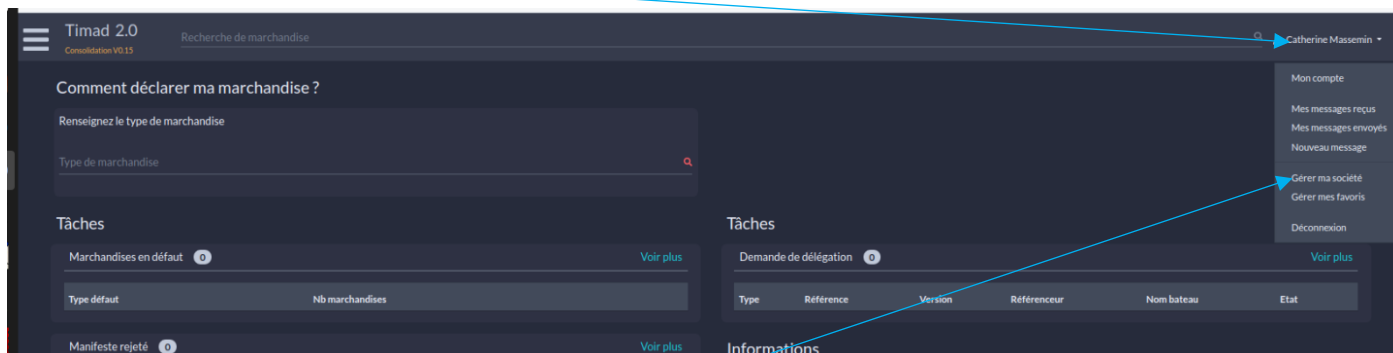 Timad 2.0
Consolidation V0.15
Recherche de marchandise
Catherine Massemin
Mon compte
Mes messages reçus
Mes messages envoyés
Nouveau message
Gérer ma société
Gérer mes favoris
Déconnexion
Comment déclarer ma marchandise ?
Renseignez le type de marchandise
Type de marchandise
Tâches
Marchandises en défaut 0 Voir plus
Type défaut Nb marchandises
Manifeste rejeté 0 Voir plus
Tâches
Demande de délégation 0 Voir plus
Type Référence Version Référenceur Nom bateau Etat
Informations